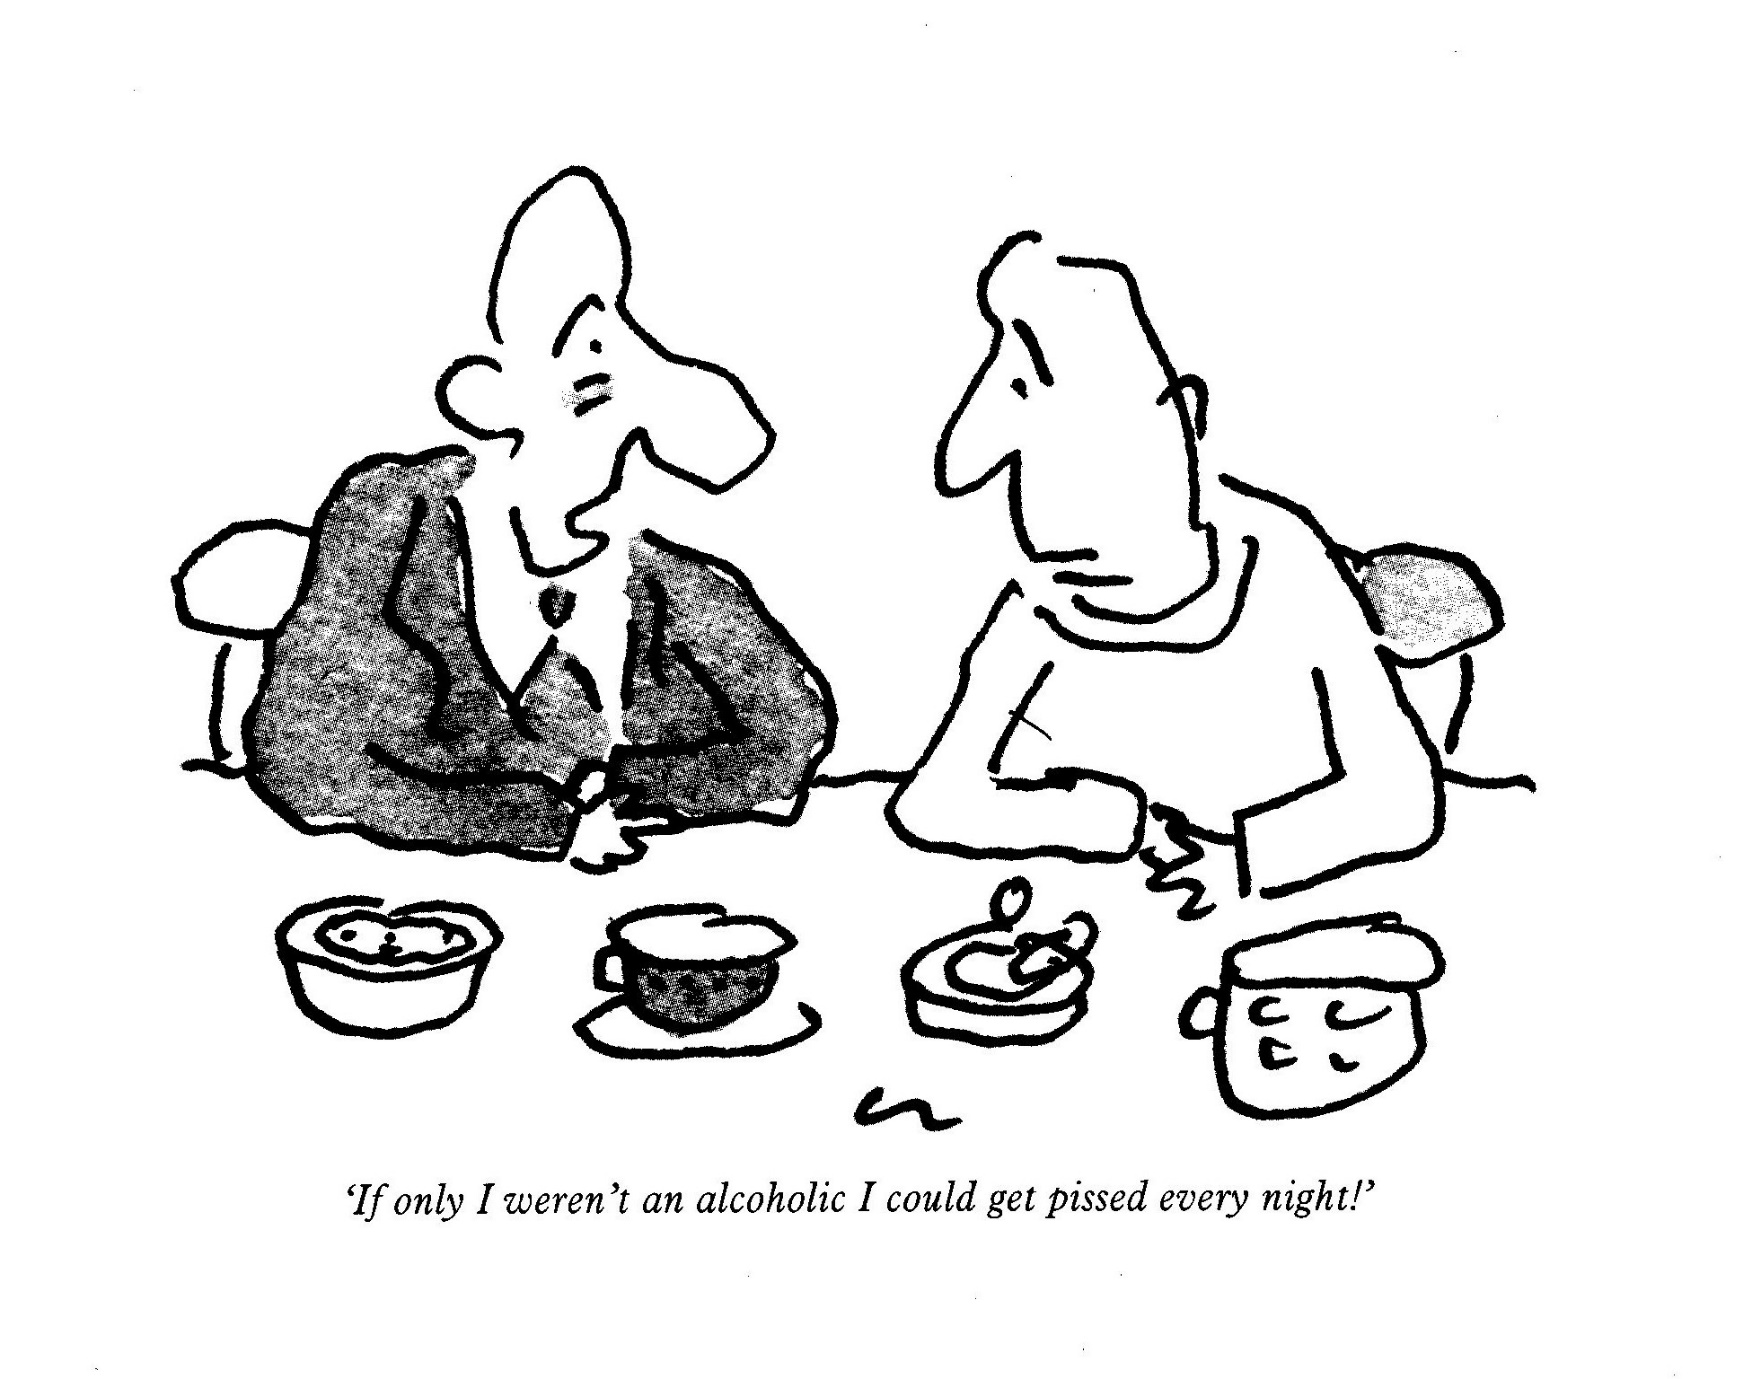 ‘If only I weren’t an alcoholic I could get pissed every night!’